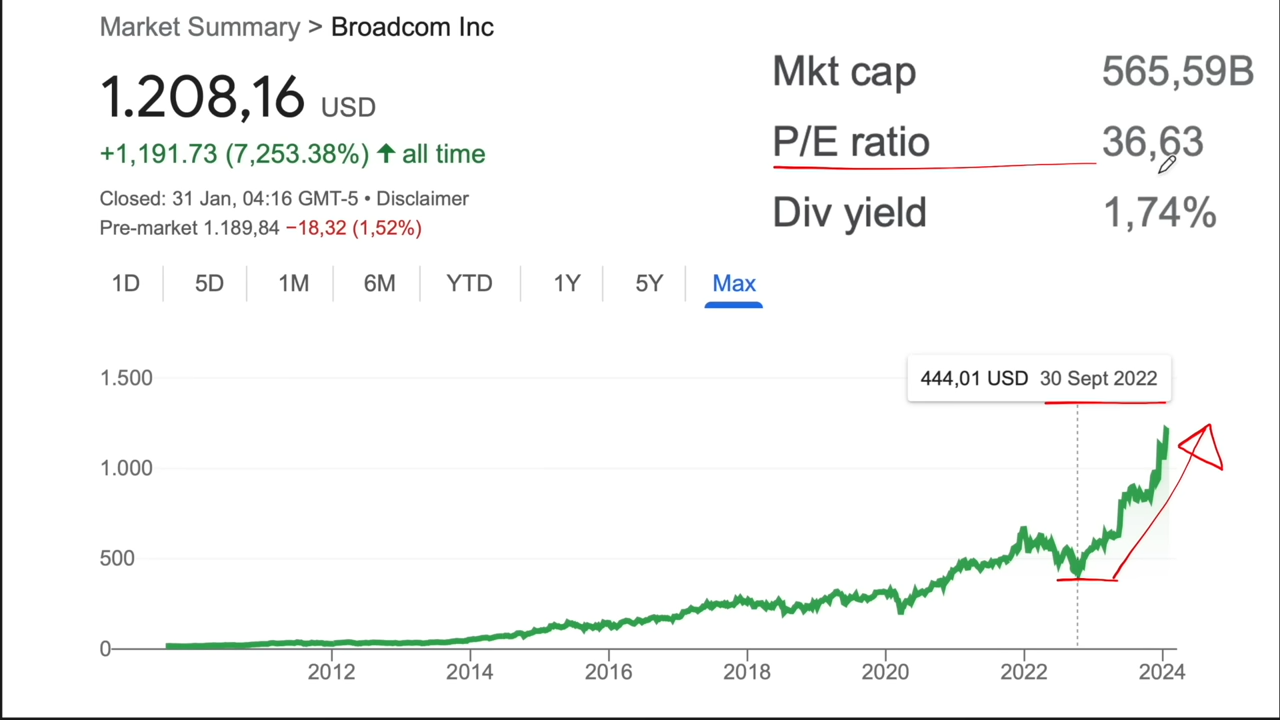 Market Summary > Broadcom Inc
1.208,16 USD
+1,191.73 (7,253.38%) ↑ all time
Closed: 31 Jan, 04:16 GMT-5 • Disclaimer
Pre-market 1.189,84 −18,32 (1,52%)
Mkt cap 565,59B
P/E ratio 36,63
Div yield 1,74%
1D 5D 1M 6M YTD 1Y 5Y Max
444,01 USD 30 Sept 2022
1.500
1.000
500
0
2012 2014 2016 2018 2020 2022 2024